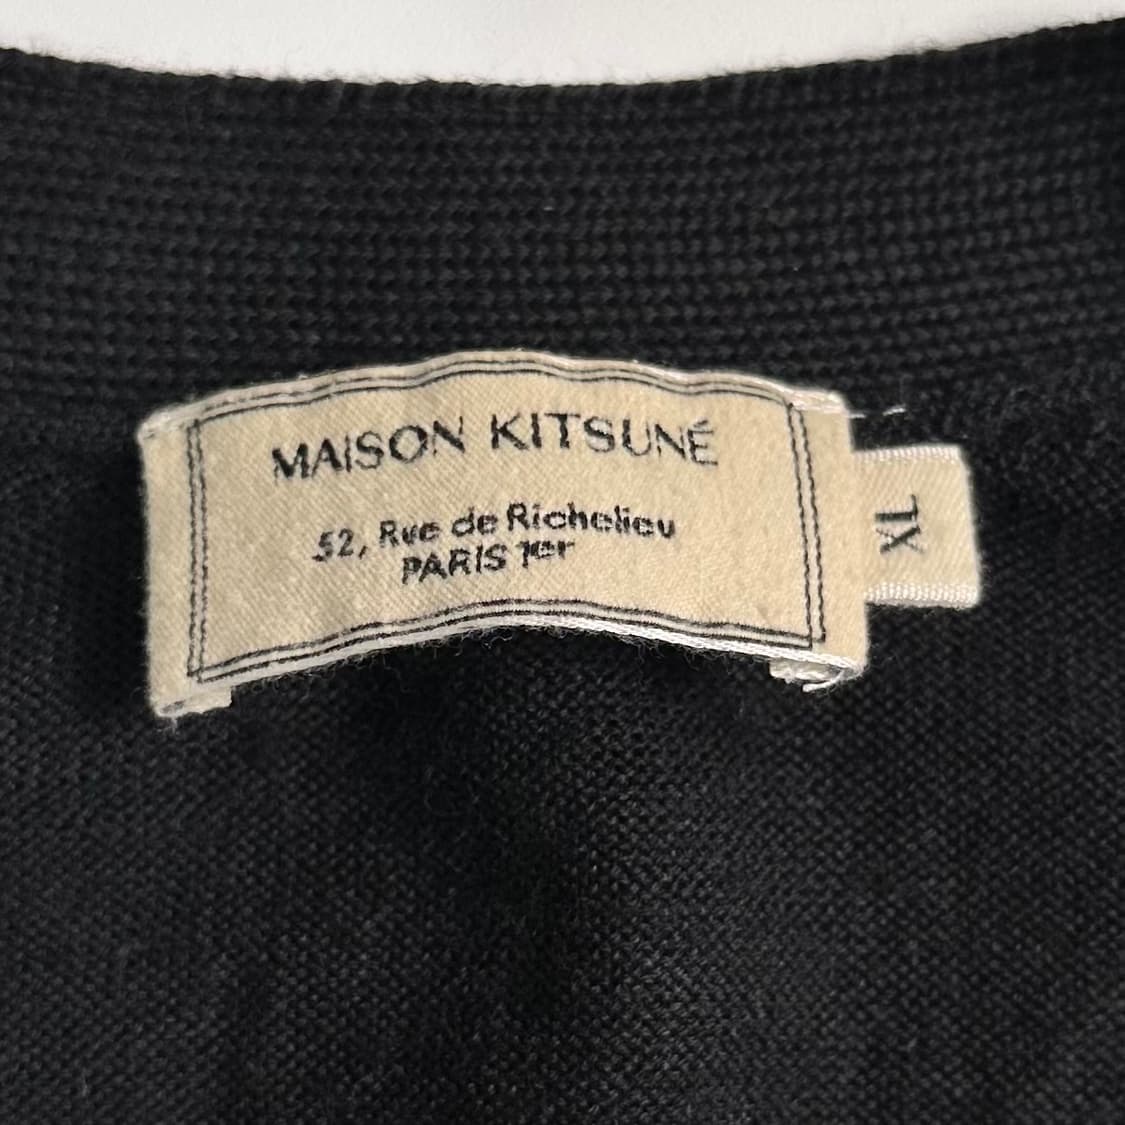 MAISON KITSUNÉ
52, Rue de Richelieu
PARIS 1er
XL